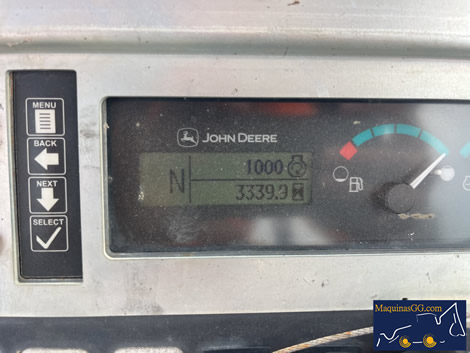 MENU
BACK
NEXT
SELECT
JOHN DEERE
N
1000
3339.9
MaquinasGG.com